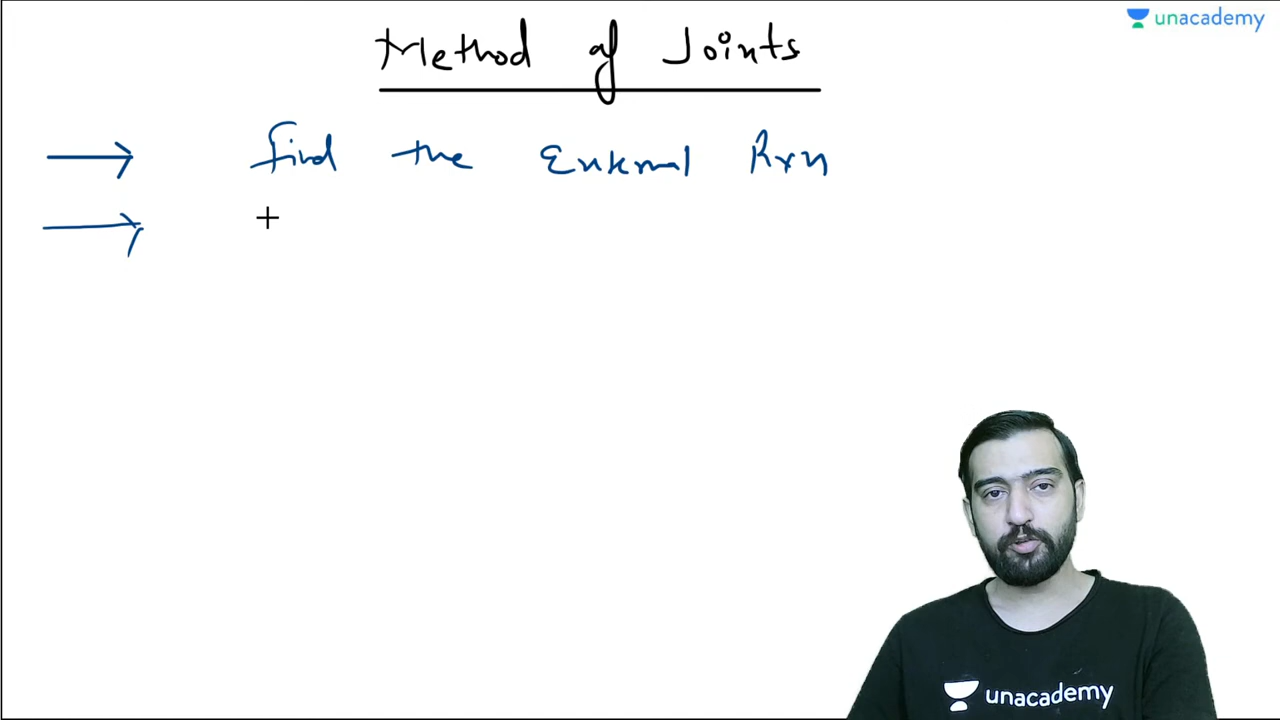 unacademy
Method of Joints
→ find the External Rxn
→
unacademy